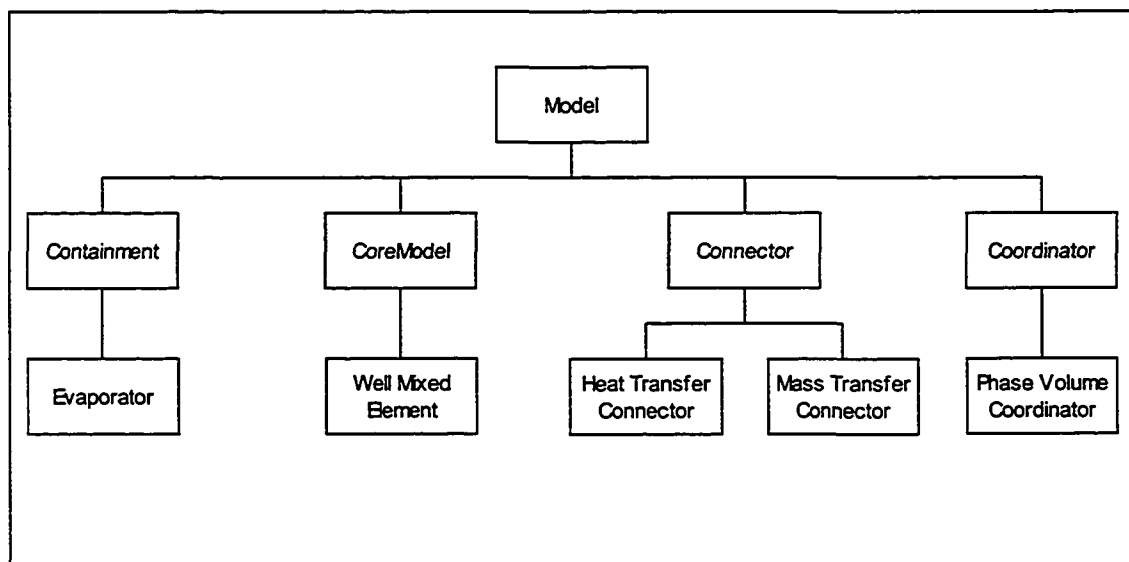 Model
Containment
CoreModel
Connector
Coordinator
Evaporator
Well Mixed
Element
Heat Transfer
Connector
Mass Transfer
Connector
Phase Volume
Coordinator